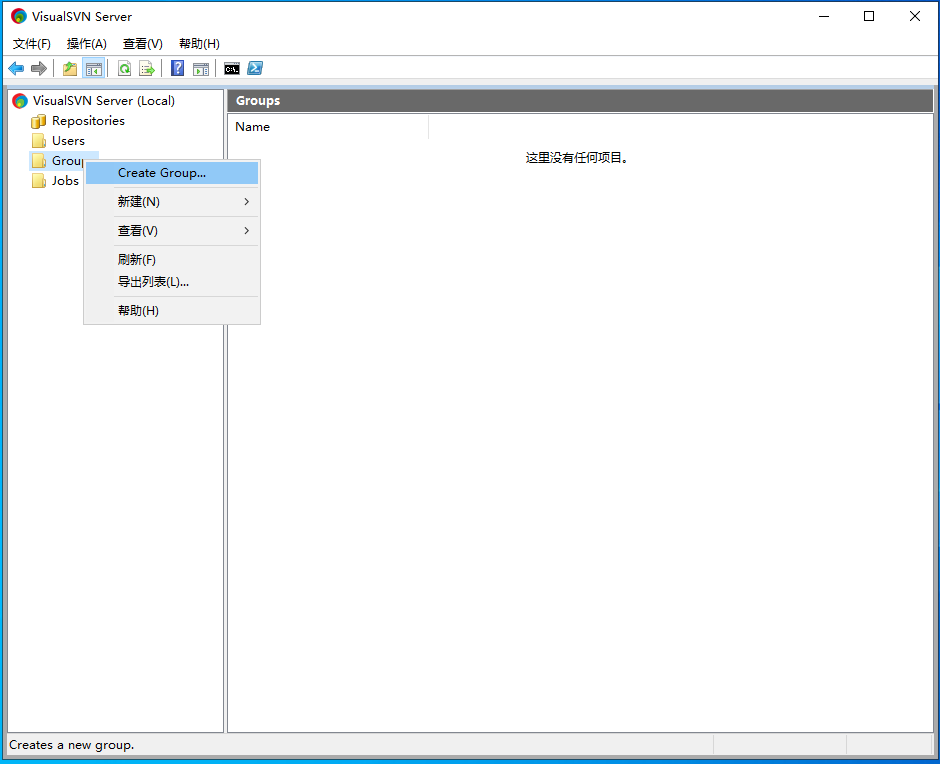 VisualSVN Server
文件(F) 操作(A) 查看(V) 帮助(H)
VisualSVN Server (Local)
Repositories
Users
Jobs
Groups
Name
这里没有任何项目。
Create Group...
新建(N)
查看(V)
刷新(F)
导出列表(L)...
帮助(H)
Creates a new group.